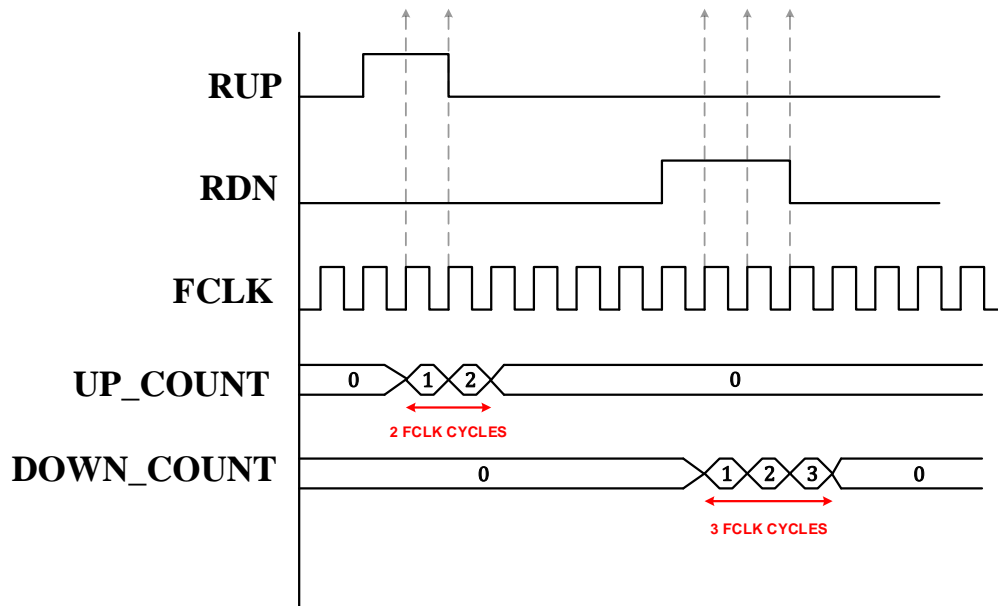 RUP
RDN
FCLK
UP_COUNT 0 1 2 0
2 FCLK CYCLES
DOWN_COUNT 0 1 2 3 0
3 FCLK CYCLES